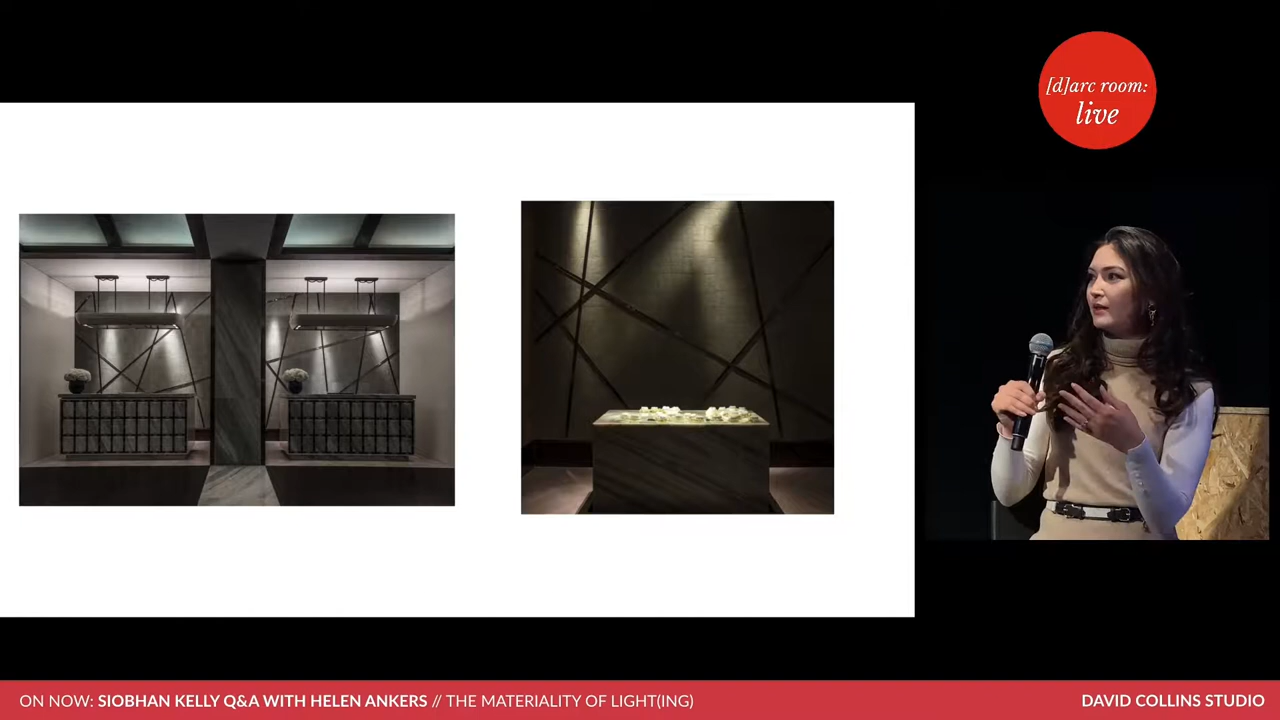 [d]arc room:
live
ON NOW: SIOBHAN KELLY Q&A WITH HELEN ANKERS // THE MATERIALITY OF LIGHT(ING)
DAVID COLLINS STUDIO